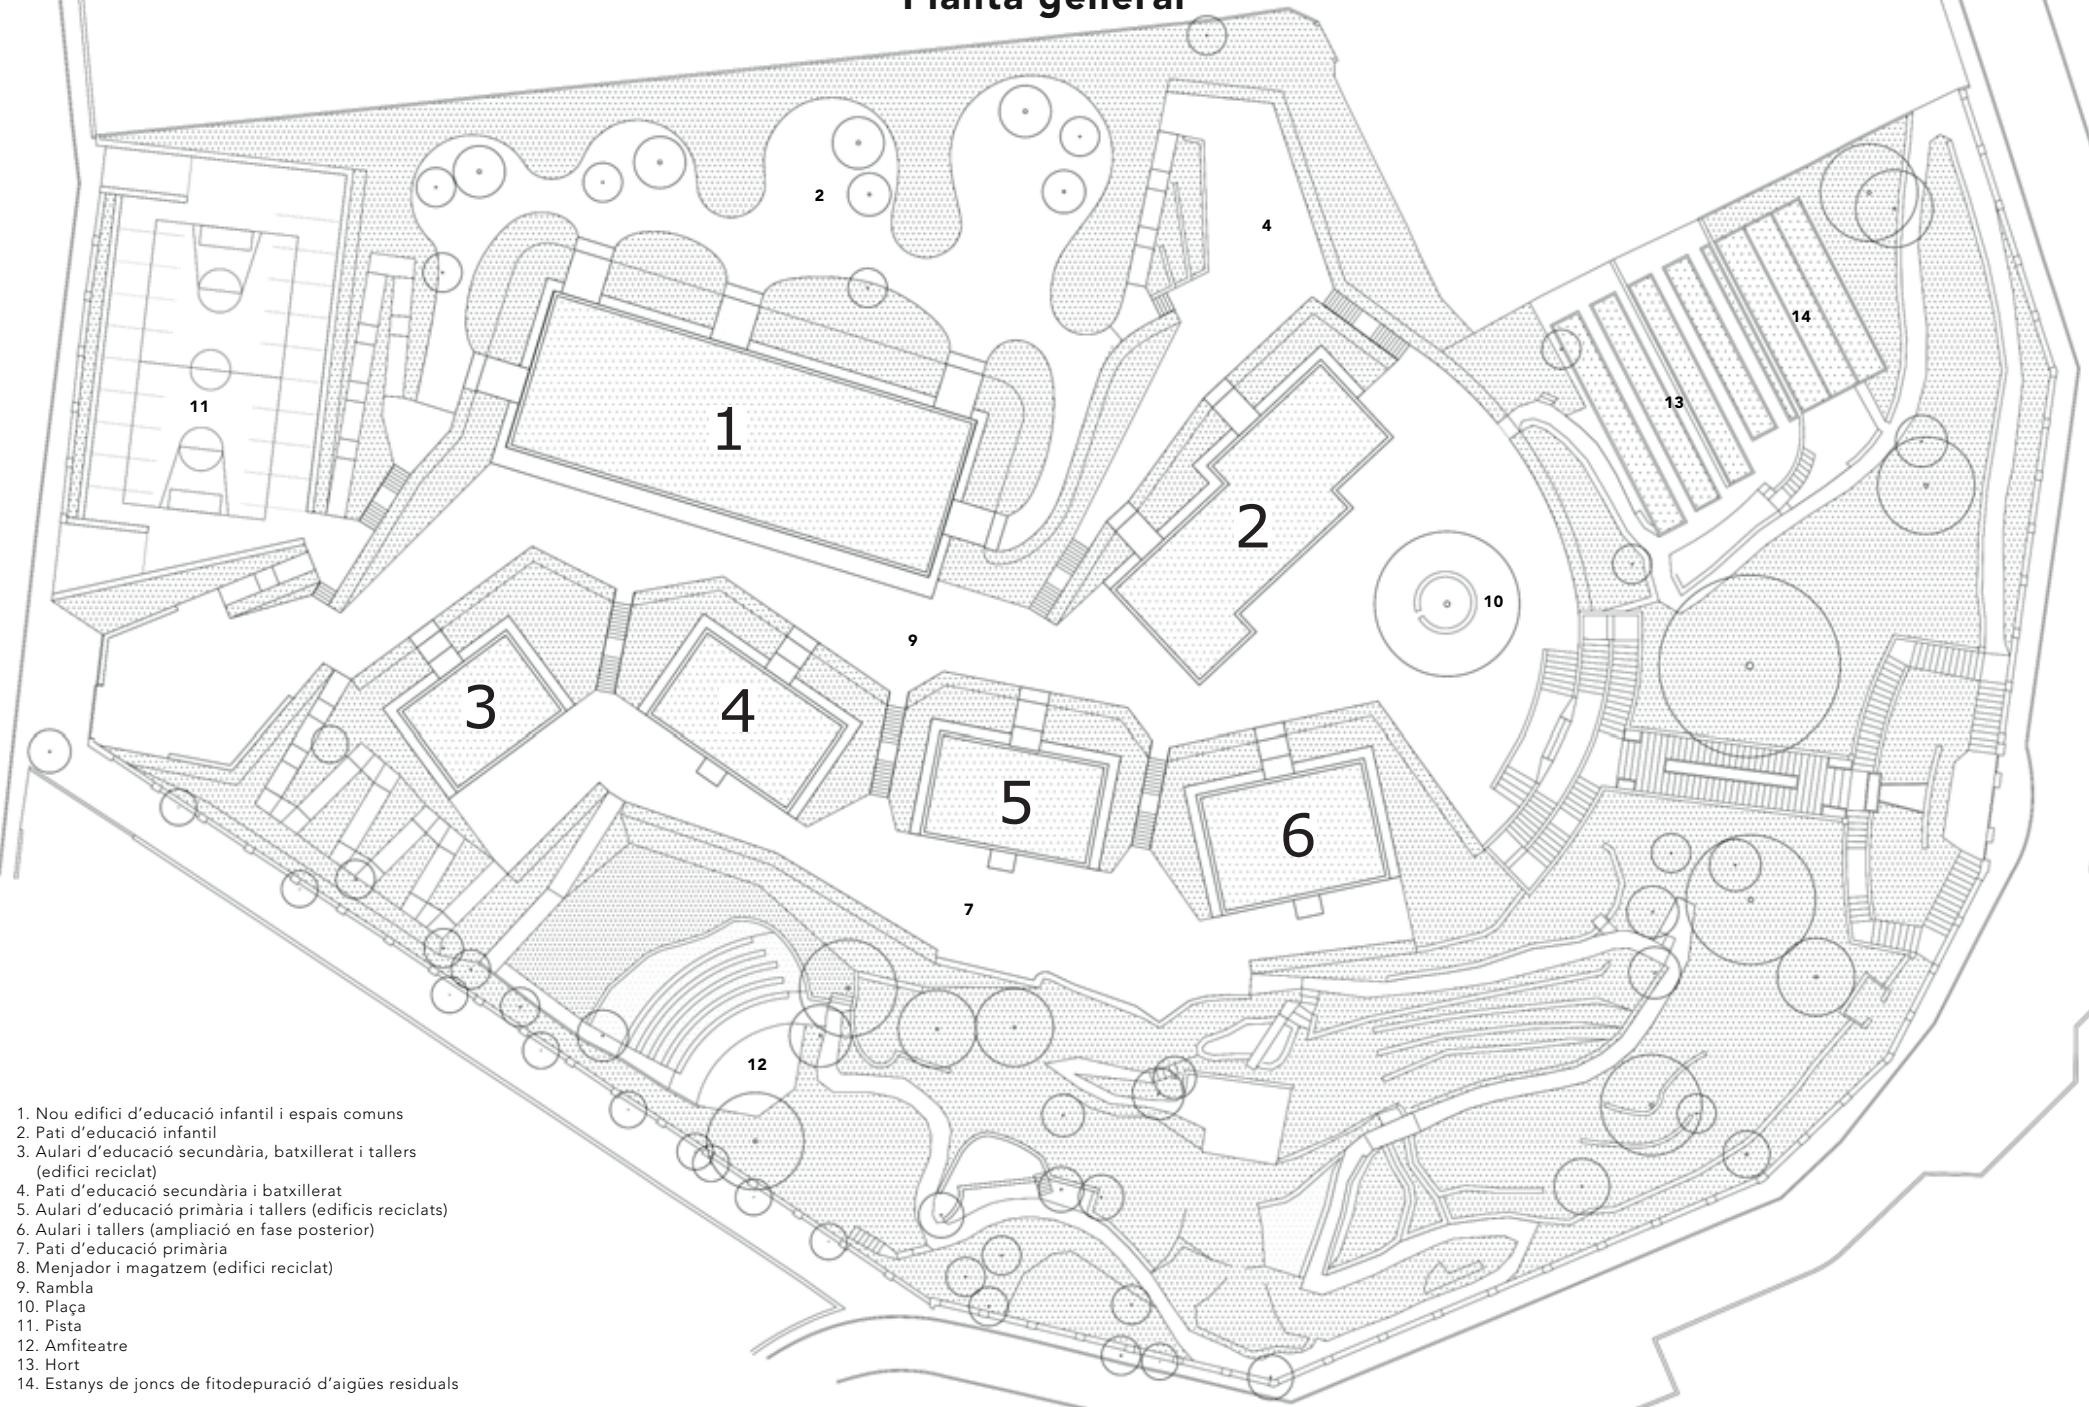 Planta general
2
4
14
13
11
1
2
10
9
3
4
5
6
7
12
1. Nou edifici d'educació infantil i espais comuns
2. Pati d'educació infantil
3. Aulari d'educació secundària, batxillerat i tallers
(edifici reciclat)
4. Pati d'educació secundària i batxillerat
5. Aulari d'educació primària i tallers (edificis reciclats)
6. Aulari i tallers (ampliació en fase posterior)
7. Pati d'educació primària
8. Menjador i magatzem (edifici reciclat)
9. Rambla
10. Plaça
11. Pista
12. Amfiteatre
13. Hort
14. Estanys de joncs de fitodepuració d'aigües residuals